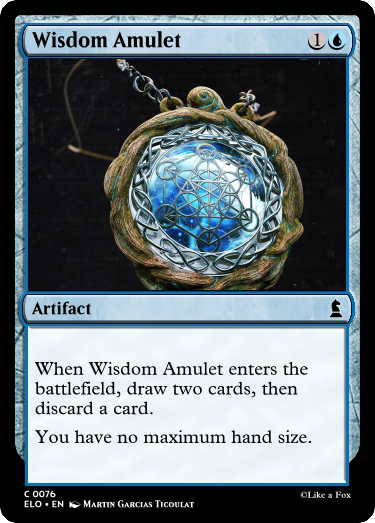 Wisdom Amulet 1
Artifact
When Wisdom Amulet enters the
battlefield, draw two cards, then
discard a card.
You have no maximum hand size.
C 0076
ELO • EN Martin Garcias Ticoulat
©Like a Fox